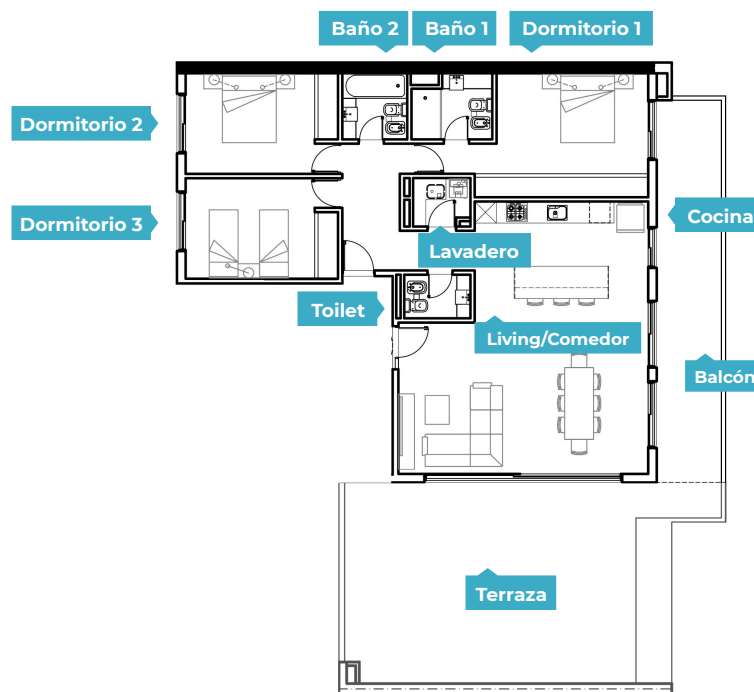 Baño 2
Baño 1
Dormitorio 1
Dormitorio 2
Dormitorio 3
Cocina
Lavadero
Toilet
Living/Comedor
Balcón
Terraza